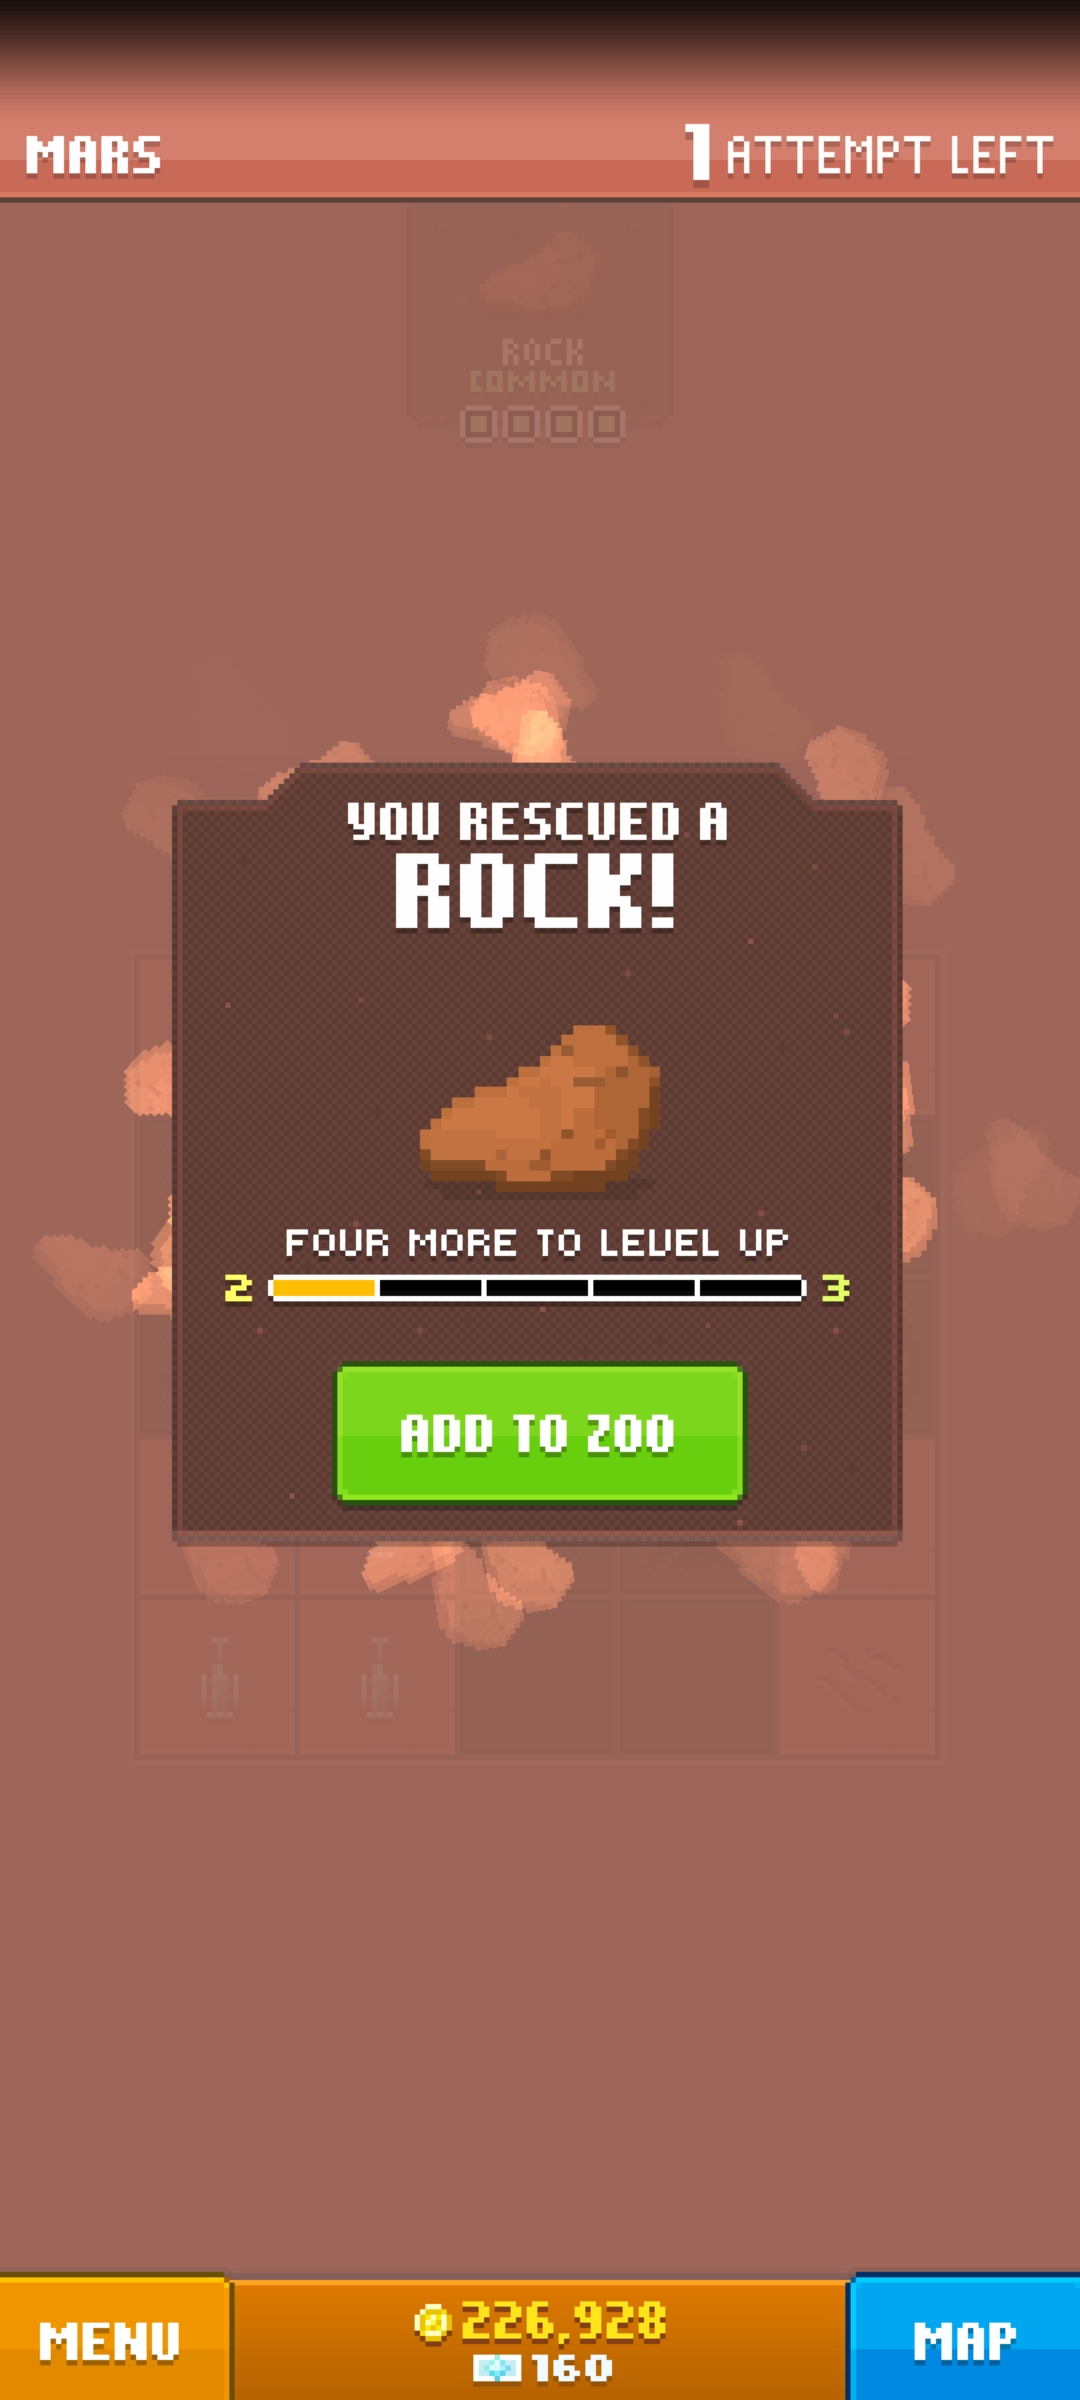 MARS
1 ATTEMPT LEFT
ROCK
COMMON
YOU RESCUED A
ROCK!
FOUR MORE TO LEVEL UP
2 3
ADD TO ZOO
MENU
226,928
160
MAP